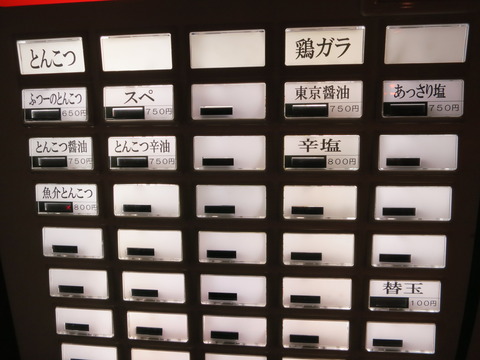 とんこつ 鶏ガラ
ふつーのとんこつ 650円 スペ 750円 東京醤油 750円 あっさり塩 750円
とんこつ醤油 750円 とんこつ辛油 750円 辛塩 800円
魚介とんこつ 800円
替玉 100円